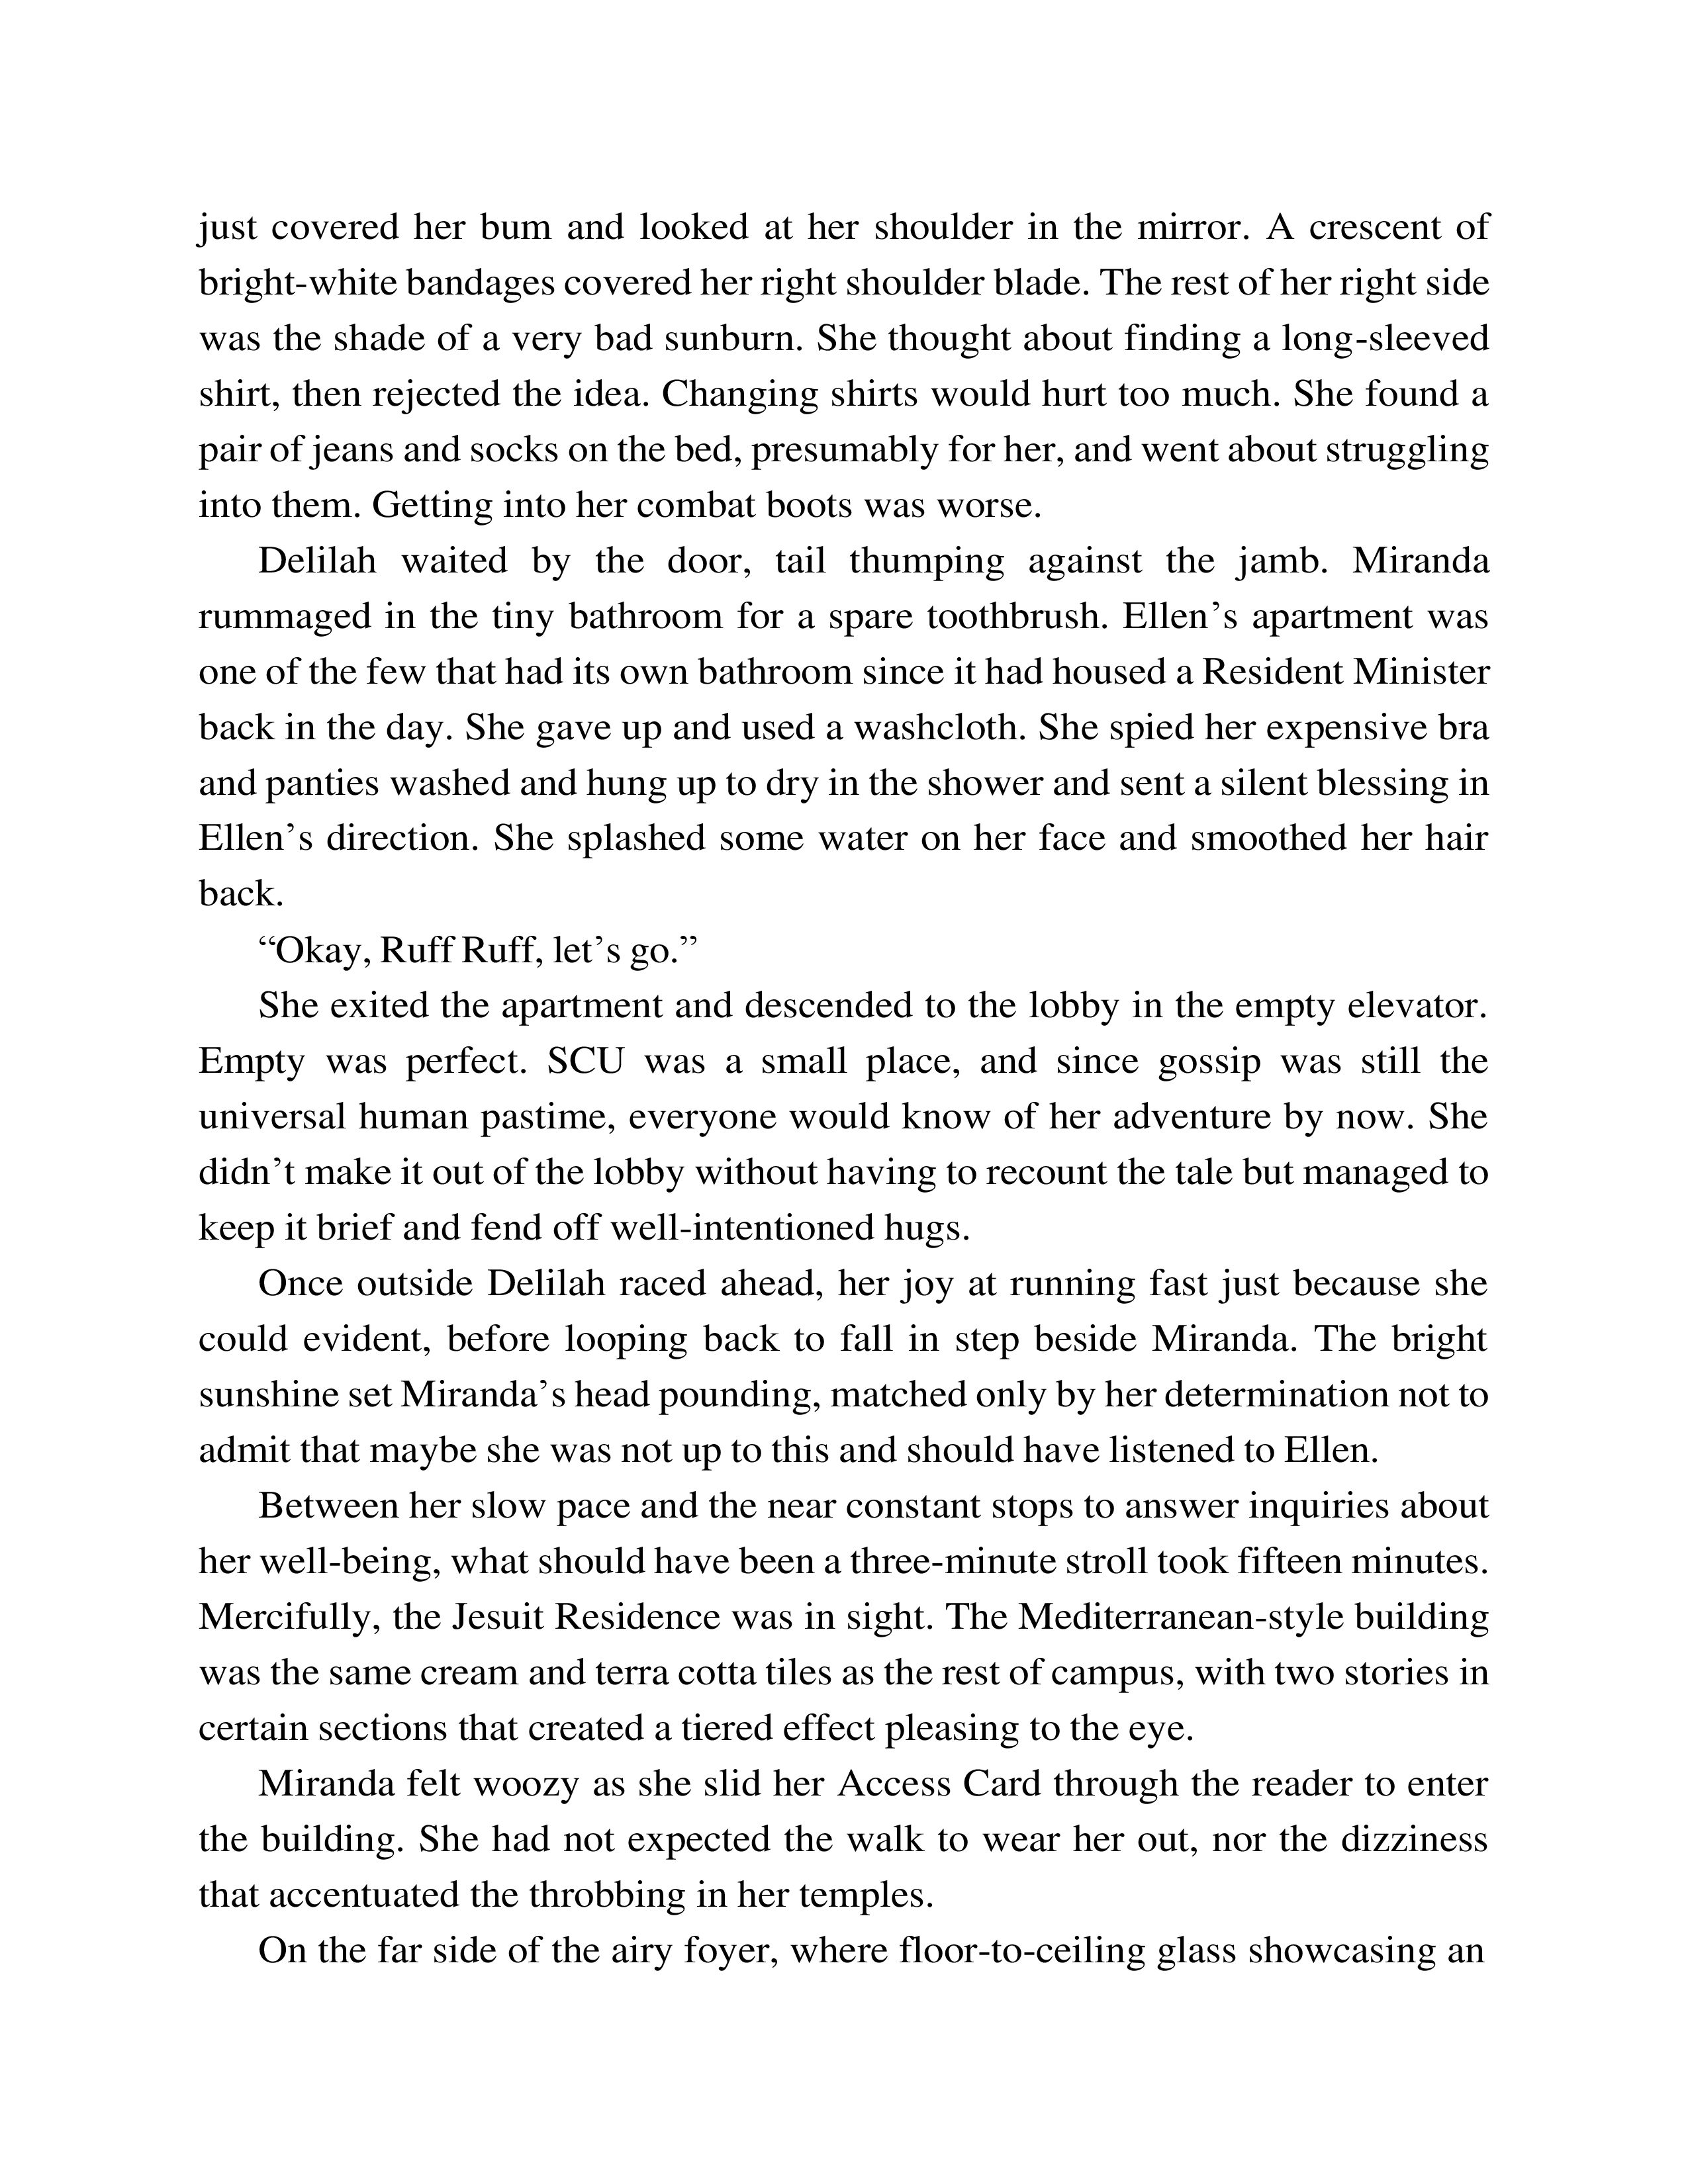 just covered her bum and looked at her shoulder in the mirror. A crescent of
bright-white bandages covered her right shoulder blade. The rest of her right side
was the shade of a very bad sunburn. She thought about finding a long-sleeved
shirt, then rejected the idea. Changing shirts would hurt too much. She found a
pair of jeans and socks on the bed, presumably for her, and went about struggling
into them. Getting into her combat boots was worse.
Delilah waited by the door, tail thumping against the jamb. Miranda
rummaged in the tiny bathroom for a spare toothbrush. Ellen’s apartment was
one of the few that had its own bathroom since it had housed a Resident Minister
back in the day. She gave up and used a washcloth. She spied her expensive bra
and panties washed and hung up to dry in the shower and sent a silent blessing in
Ellen’s direction. She splashed some water on her face and smoothed her hair
back.
“Okay, Ruff Ruff, let’s go.”
She exited the apartment and descended to the lobby in the empty elevator.
Empty was perfect. SCU was a small place, and since gossip was still the
universal human pastime, everyone would know of her adventure by now. She
didn’t make it out of the lobby without having to recount the tale but managed to
keep it brief and fend off well-intentioned hugs.
Once outside Delilah raced ahead, her joy at running fast just because she
could evident, before looping back to fall in step beside Miranda. The bright
sunshine set Miranda’s head pounding, matched only by her determination not to
admit that maybe she was not up to this and should have listened to Ellen.
Between her slow pace and the near constant stops to answer inquiries about
her well-being, what should have been a three-minute stroll took fifteen minutes.
Mercifully, the Jesuit Residence was in sight. The Mediterranean-style building
was the same cream and terra cotta tiles as the rest of campus, with two stories in
certain sections that created a tiered effect pleasing to the eye.
Miranda felt woozy as she slid her Access Card through the reader to enter
the building. She had not expected the walk to wear her out, nor the dizziness
that accentuated the throbbing in her temples.
On the far side of the airy foyer, where floor-to-ceiling glass showcasing an